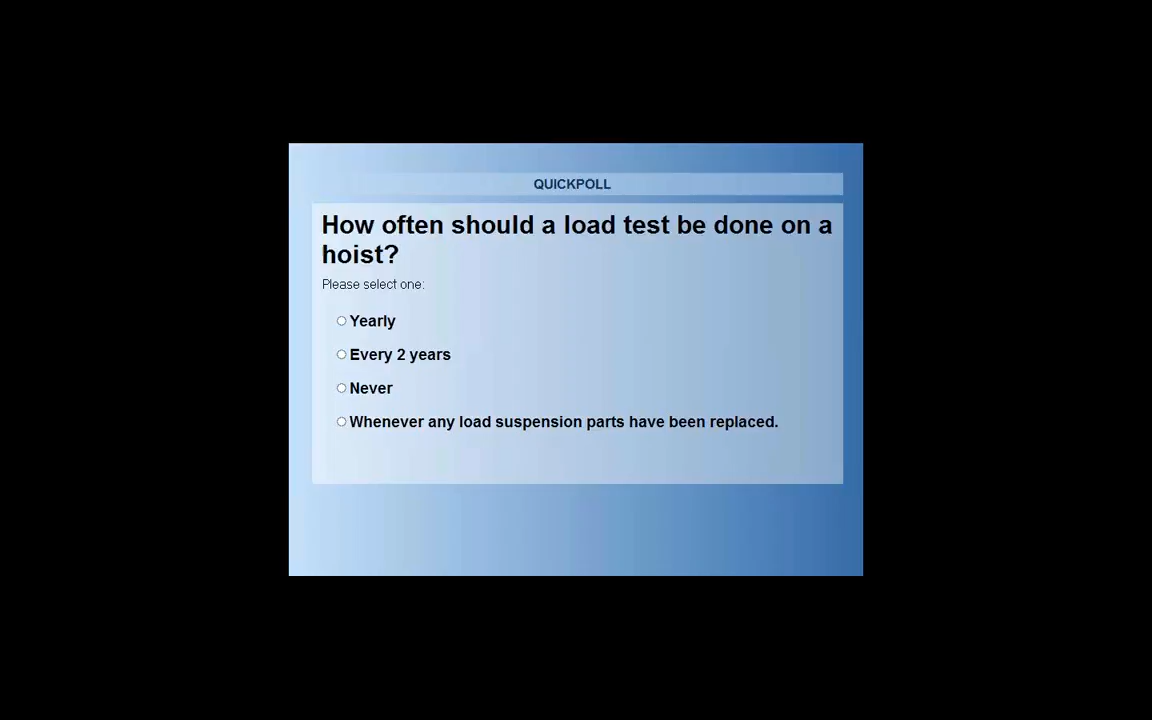 QUICKPOLL
How often should a load test be done on a
hoist?
Please select one:
Yearly
Every 2 years
Never
Whenever any load suspension parts have been replaced.